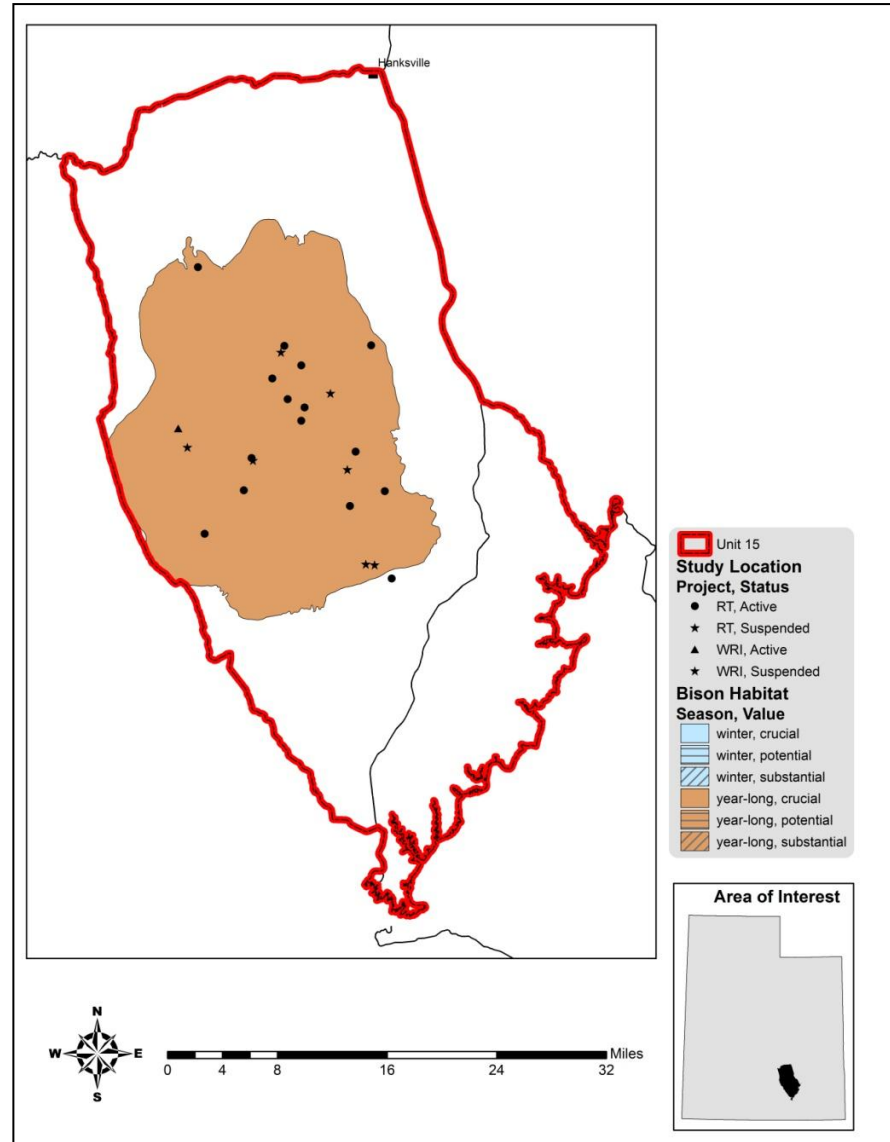 Hanksville
Unit 15
Study Location
Project, Status
RT, Active
RT, Suspended
WRI, Active
WRI, Suspended
Bison Habitat
Season, Value
winter, crucial
winter, potential
winter, substantial
year-long, crucial
year-long, potential
year-long, substantial
Area of Interest
N
W E
S
Miles
0 4 8 16 24 32